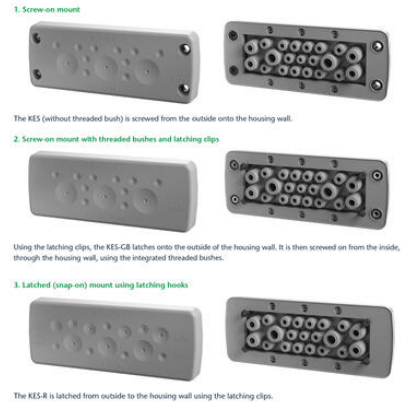 1. Screw-on mount
The KES (without threaded bush) is screwed from the outside onto the housing wall.
2. Screw-on mount with threaded bushes and latching clips
Using the latching clips, the KES-GB latches onto the outside of the housing wall. It is then screwed on from the inside,
through the housing wall, using the integrated threaded bushes.
3. Latched (snap-on) mount using latching hooks
The KES-R is latched from outside to the housing wall using the latching clips.